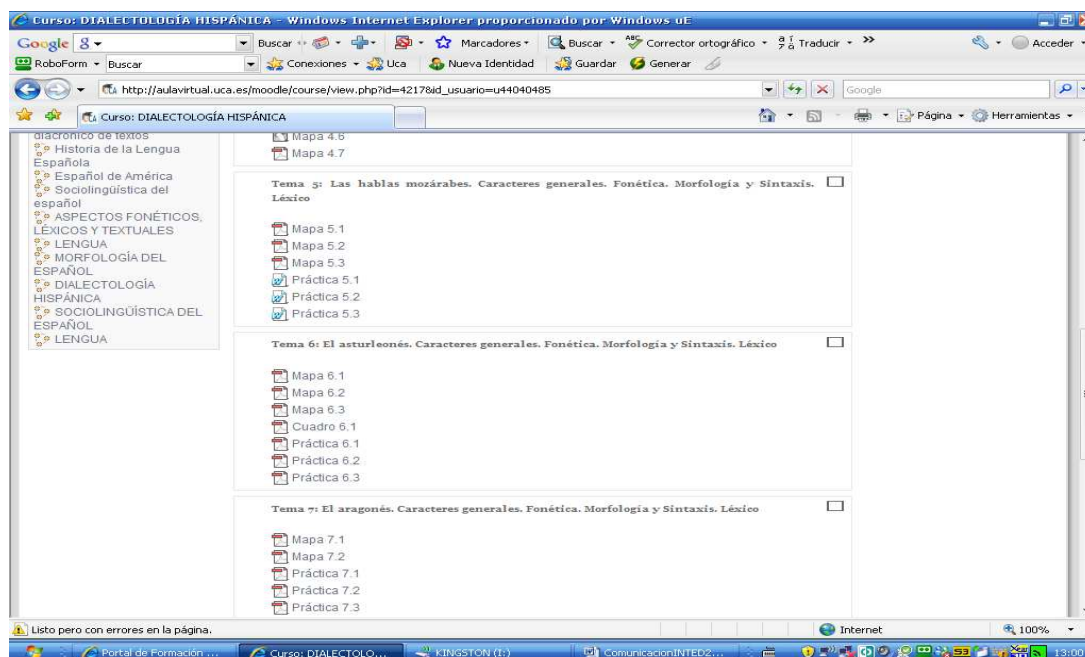 Curso: DIALECTOLOGÍA HISPÁNICA - Windows Internet Explorer proporcionado por Windows uE
Google Buscar Marcadores Buscar Corrector ortográfico Traducir Acceder
RoboForm Buscar Conexiones Uca Nueva Identidad Guardar Generar
http://aulavirtual.uca.es/moodle/course/view.php?id=4217&id_usuario=u44040485 Google
Curso: DIALECTOLOGÍA HISPÁNICA Página Herramientas
diacrónico de textos
Historia de la Lengua
Española
Español de América
Sociolingüística del
español
ASPECTOS FONÉTICOS,
LÉXICOS Y TEXTUALES
LENGUA
MORFOLOGÍA DEL
ESPAÑOL
DIALECTOLOGÍA
HISPÁNICA
SOCIOLINGÜÍSTICA DEL
ESPAÑOL
LENGUA
Mapa 4.6
Mapa 4.7
Tema 5: Las hablas mozárabes. Caracteres generales. Fonética. Morfología y Sintaxis.
Léxico
Mapa 5.1
Mapa 5.2
Mapa 5.3
Práctica 5.1
Práctica 5.2
Práctica 5.3
Tema 6: El asturleonés. Caracteres generales. Fonética. Morfología y Sintaxis. Léxico
Mapa 6.1
Mapa 6.2
Mapa 6.3
Cuadro 6.1
Práctica 6.1
Práctica 6.2
Práctica 6.3
Tema 7: El aragonés. Caracteres generales. Fonética. Morfología y Sintaxis. Léxico
Mapa 7.1
Mapa 7.2
Práctica 7.1
Práctica 7.2
Práctica 7.3
Listo pero con errores en la página. Internet 100%
Portal de Formación ... Curso: DIALECTOLO... KINGSTON (I:) ComunicacionINTED2... 53 13:00